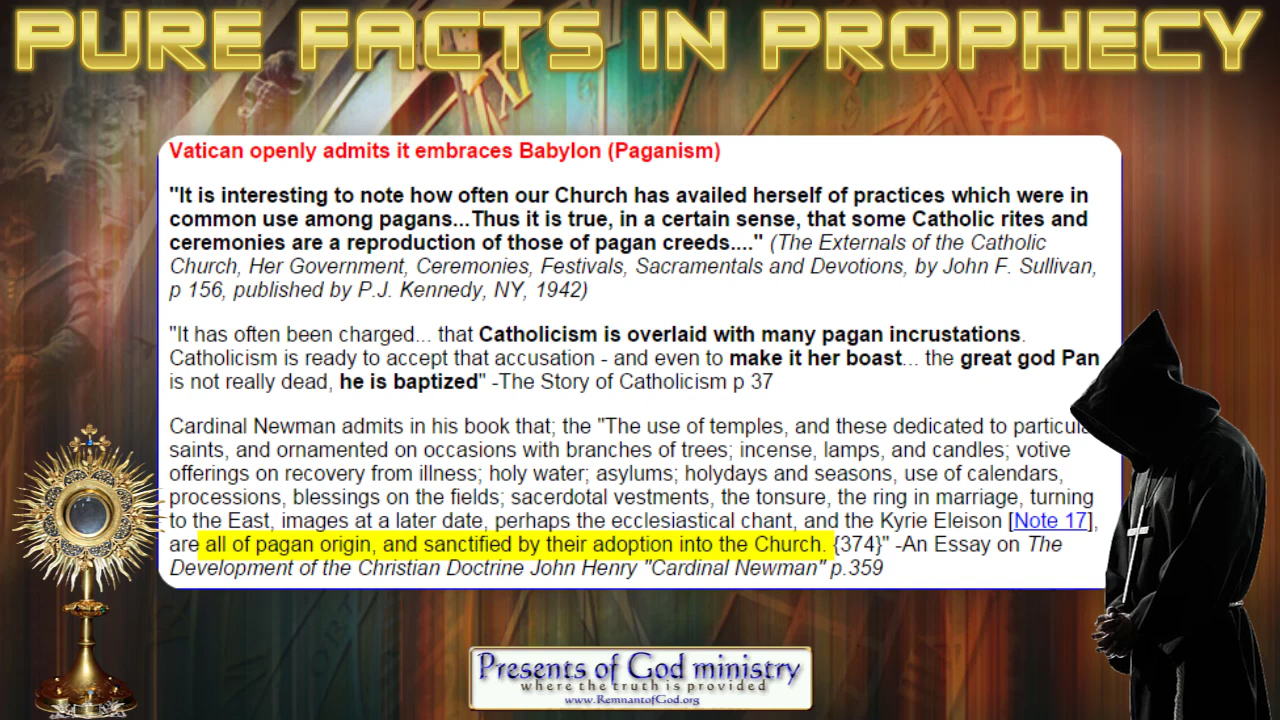 PURE FACTS IN PROPHECY
Vatican openly admits it embraces Babylon (Paganism)
"It is interesting to note how often our Church has availed herself of practices which were in
common use among pagans...Thus it is true, in a certain sense, that some Catholic rites and
ceremonies are a reproduction of those of pagan creeds...." (The Externals of the Catholic
Church, Her Government, Ceremonies, Festivals, Sacramentals and Devotions, by John F. Sullivan,
p 156, published by P.J. Kennedy, NY, 1942)
"It has often been charged... that Catholicism is overlaid with many pagan incrustations.
Catholicism is ready to accept that accusation - and even to make it her boast... the great god Pan
is not really dead, he is baptized" -The Story of Catholicism p 37
Cardinal Newman admits in his book that; the "The use of temples, and these dedicated to particula
saints, and ornamented on occasions with branches of trees; incense, lamps, and candles; votive
offerings on recovery from illness; holy water; asylums; holydays and seasons, use of calendars,
processions, blessings on the fields; sacerdotal vestments, the tonsure, the ring in marriage, turning
to the East, images at a later date, perhaps the ecclesiastical chant, and the Kyrie Eleison [Note 17],
are all of pagan origin, and sanctified by their adoption into the Church. {374}" -An Essay on The
Development of the Christian Doctrine John Henry "Cardinal Newman" p.359
Presents of God ministry
where the truth is provided
www.RemnantofGod.org